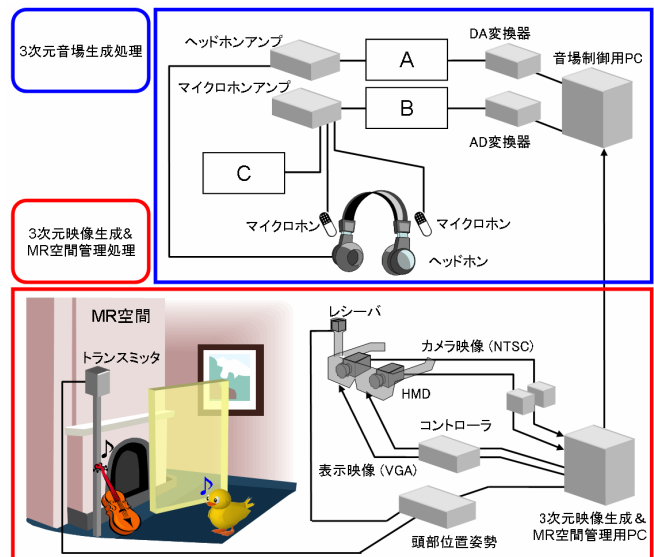 3次元音場生成処理
ヘッドホンアンプ
A
DA変換器
音場制御用PC
マイクロホンアンプ
B
AD変換器
C
マイクロホン
マイクロホン
ヘッドホン
3次元映像生成&
MR空間管理処理
MR空間
トランスミッタ
レシーバ
カメラ映像 (NTSC)
HMD
コントローラ
表示映像 (VGA)
頭部位置姿勢
3次元映像生成&
MR空間管理用PC